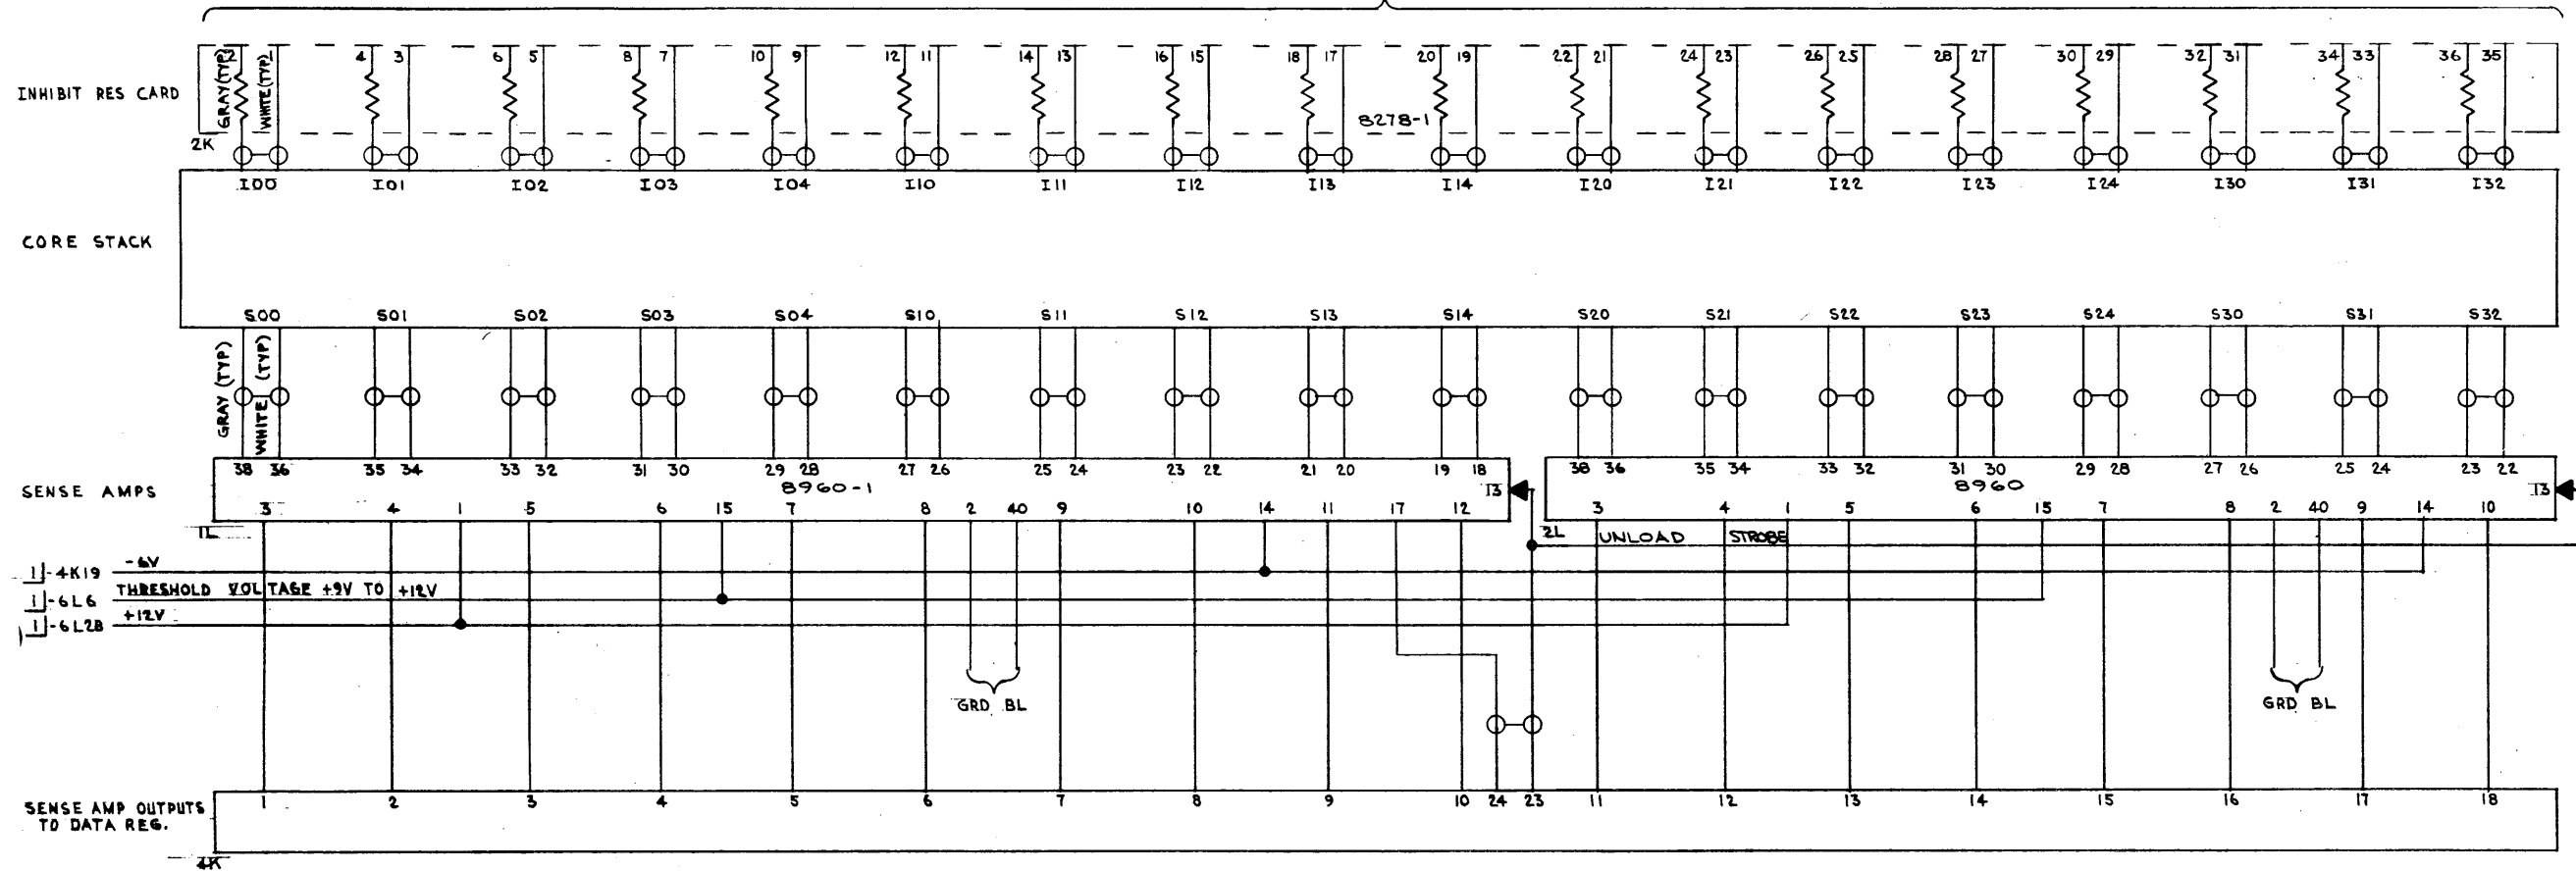 GRAY (TYP) 2 WHITE (TYP) 1 4 3 6 5 8 7 10 9 12 11 14 13 16 15 18 17 20 19 22 21 24 23 26 25 28 27 30 29 32 31 34 33 36 35
INHIBIT RES CARD
8278-1
2K
I00 I01 I02 I03 I04 I10 I11 I12 I13 I14 I20 I21 I22 I23 I24 I30 I31 I32
CORE STACK
S00 S01 S02 S03 S04 S10 S11 S12 S13 S14 S20 S21 S22 S23 S24 S30 S31 S32
GRAY (TYP) WHITE (TYP)
38 36 35 34 33 32 31 30 29 28 27 26 25 24 23 22 21 20 19 18 38 36 35 34 33 32 31 30 29 28 27 26 25 24 23 22
SENSE AMPS 8960-1 13 8960 13
3 4 1 5 6 15 7 8 2 40 9 10 14 11 17 12 3 4 1 5 6 15 7 8 2 40 9 14 10
1L 2L UNLOAD STROBE
1-4K19 -6V
1-6L6 THRESHOLD VOLTAGE +9V TO +12V
1-6L28 +12V
GRD BL GRD BL
SENSE AMP OUTPUTS
TO DATA REG.
1 2 3 4 5 6 7 8 9 10 24 23 11 12 13 14 15 16 17 18
4K